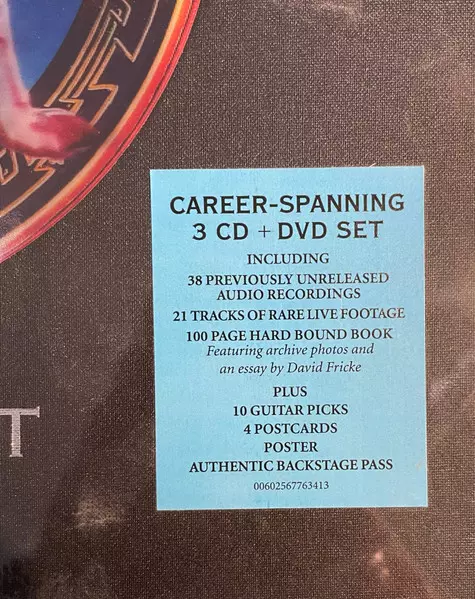 CAREER-SPANNING
3 CD + DVD SET
INCLUDING
38 PREVIOUSLY UNRELEASED
AUDIO RECORDINGS
21 TRACKS OF RARE LIVE FOOTAGE
100 PAGE HARD BOUND BOOK
Featuring archive photos and
an essay by David Fricke
PLUS
10 GUITAR PICKS
4 POSTCARDS
POSTER
AUTHENTIC BACKSTAGE PASS
00602567763413
T